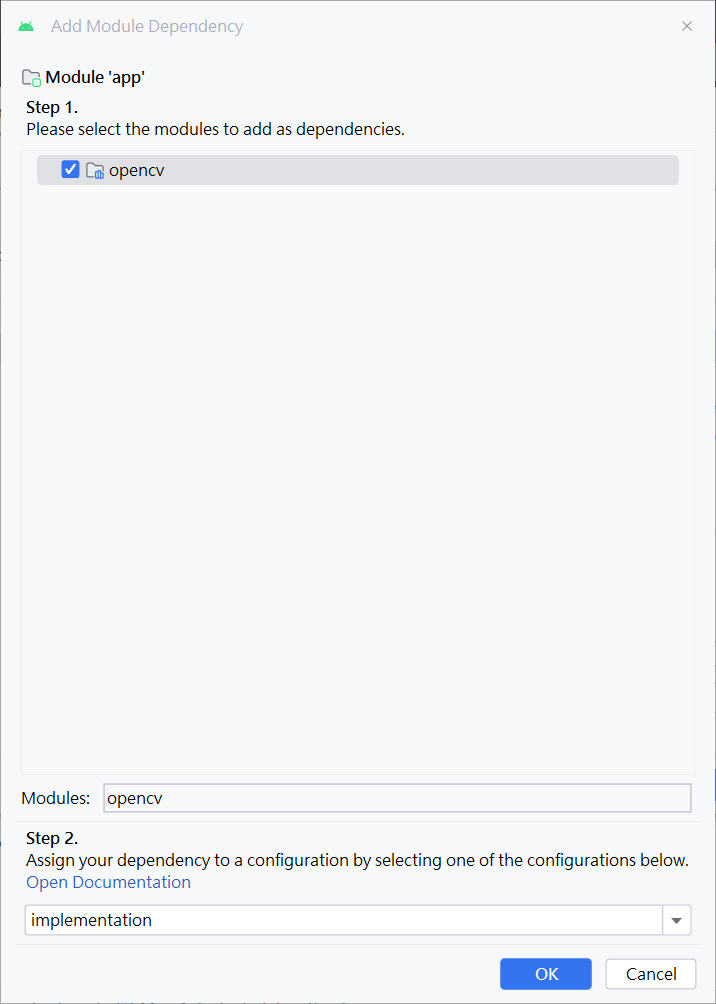 Add Module Dependency
Module 'app'
Step 1.
Please select the modules to add as dependencies.
opencv
Modules: opencv
Step 2.
Assign your dependency to a configuration by selecting one of the configurations below.
Open Documentation
implementation
OK Cancel